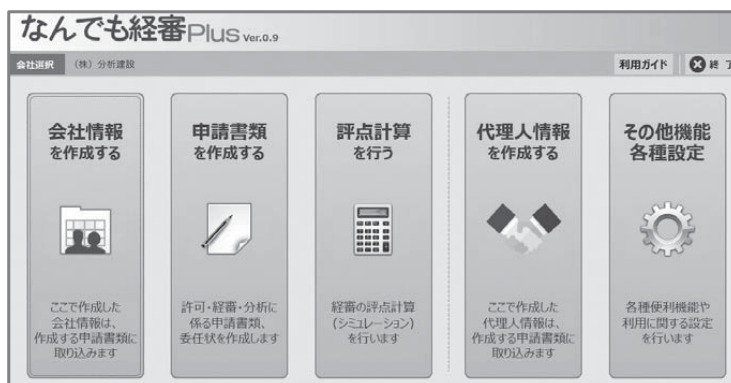 なんでも経審Plus Ver.0.9
会社選択 (株) 分析建設 利用ガイド 終了
会社情報
を作成する
ここで作成した
会社情報は、
作成する申請書類に
取り込みます
申請書類
を作成する
許可・経審・分析に
係る申請書類、
委任状を作成します
評点計算
を行う
経審の評点計算
(シミュレーション)
を行います
代理人情報
を作成する
ここで作成した
代理人情報は、
作成する申請書類に
取り込みます
その他機能
各種設定
各種便利機能や
利用に関する設定
を行います